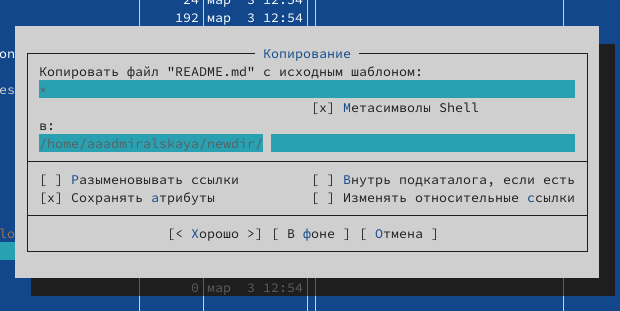 24 мар 3 12:54
192 мар 3 12:54
Копирование
Копировать файл "README.md" с исходным шаблоном:
*
[x] Метасимволы Shell
в:
/home/aaadmiralskaya/newdir/
[ ] Разыменовывать ссылки [ ] Внутрь подкаталога, если есть
[x] Сохранять атрибуты [ ] Изменять относительные ссылки
[< Хорошо >] [ В фоне ] [ Отмена ]
0 мар 3 12:54